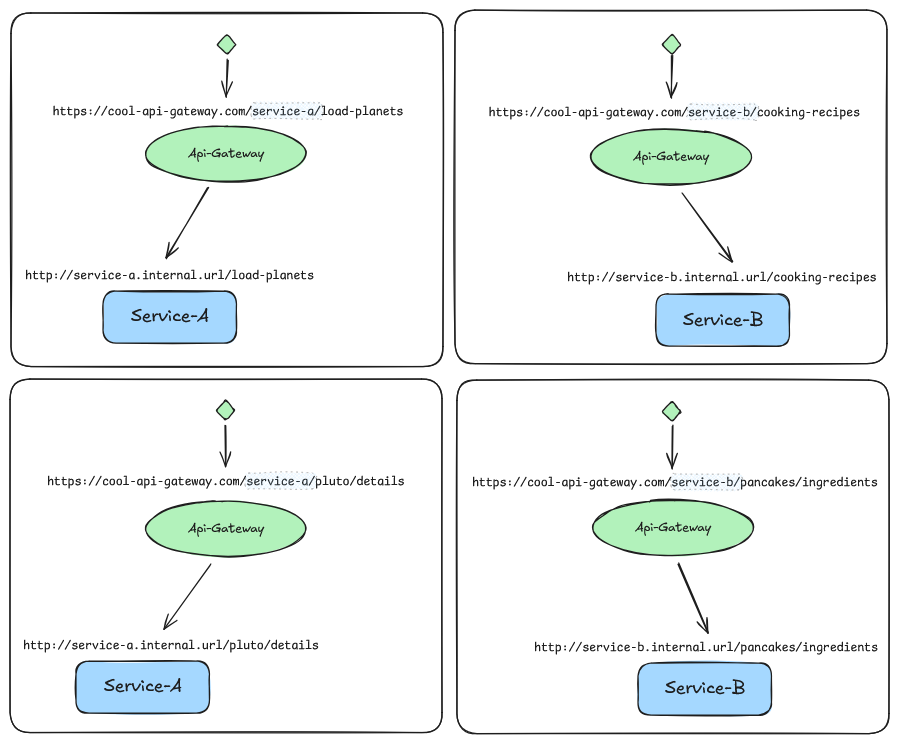 https://cool-api-gateway.com/service-a/load-planets
Api-Gateway
http://service-a.internal.url/load-planets
Service-A
https://cool-api-gateway.com/service-b/cooking-recipes
Api-Gateway
http://service-b.internal.url/cooking-recipes
Service-B
https://cool-api-gateway.com/service-a/pluto/details
Api-Gateway
http://service-a.internal.url/pluto/details
Service-A
https://cool-api-gateway.com/service-b/pancakes/ingredients
Api-Gateway
http://service-b.internal.url/pancakes/ingredients
Service-B